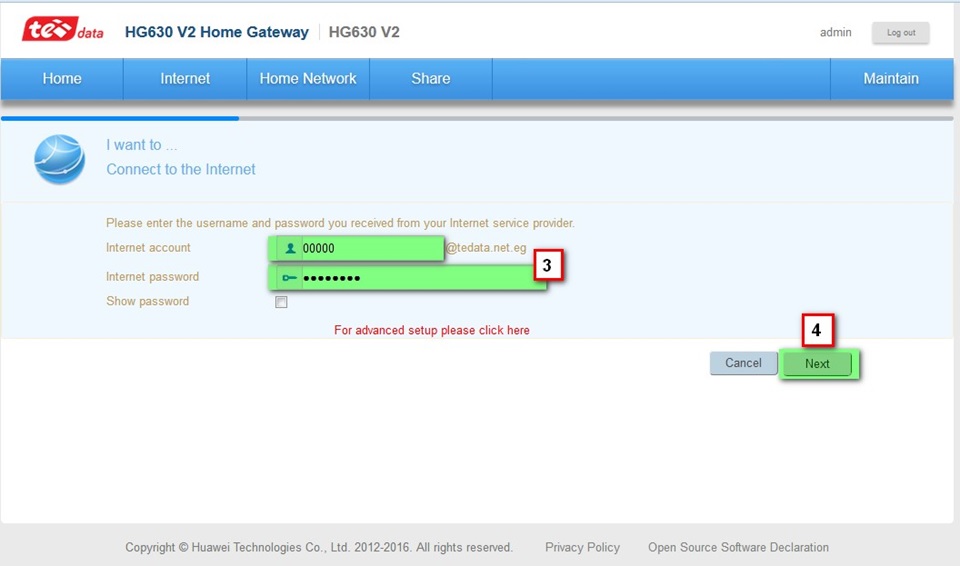 te data HG630 V2 Home Gateway HG630 V2 admin Log out
Home Internet Home Network Share Maintain
I want to ...
Connect to the Internet
Please enter the username and password you received from your Internet service provider.
Internet account 00000 @tedata.net.eg
3
Internet password ●●●●●●●●
Show password
For advanced setup please click here
4
Cancel Next
Copyright © Huawei Technologies Co., Ltd. 2012-2016. All rights reserved. Privacy Policy Open Source Software Declaration